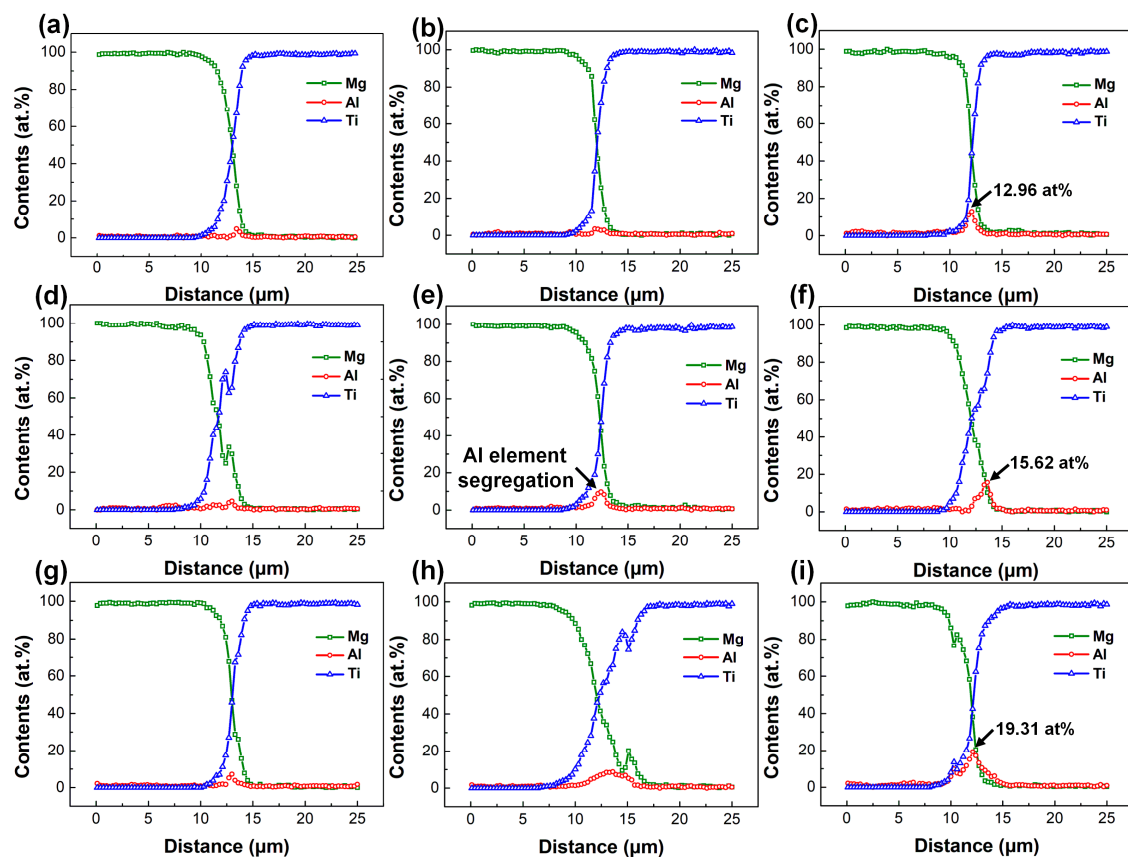 (a)
Contents (at.%)
100
80
60
40
20
0
Mg
Al
Ti
0 5 10 15 20 25
Distance (μm)
(b)
Contents (at.%)
100
80
60
40
20
0
Mg
Al
Ti
0 5 10 15 20 25
Distance (μm)
(c)
Contents (at.%)
100
80
60
40
20
0
Mg
Al
Ti
12.96 at%
0 5 10 15 20 25
Distance (μm)
(d)
Contents (at.%)
100
80
60
40
20
0
Mg
Al
Ti
0 5 10 15 20 25
Distance (μm)
(e)
Contents (at.%)
100
80
60
40
20
0
Mg
Al
Ti
Al element
segregation
0 5 10 15 20 25
Distance (μm)
(f)
Contents (at.%)
100
80
60
40
20
0
Mg
Al
Ti
15.62 at%
0 5 10 15 20 25
Distance (μm)
(g)
Contents (at.%)
100
80
60
40
20
0
Mg
Al
Ti
0 5 10 15 20 25
Distance (μm)
(h)
Contents (at.%)
100
80
60
40
20
0
Mg
Al
Ti
0 5 10 15 20 25
Distance (μm)
(i)
Contents (at.%)
100
80
60
40
20
0
Mg
Al
Ti
19.31 at%
0 5 10 15 20 25
Distance (μm)